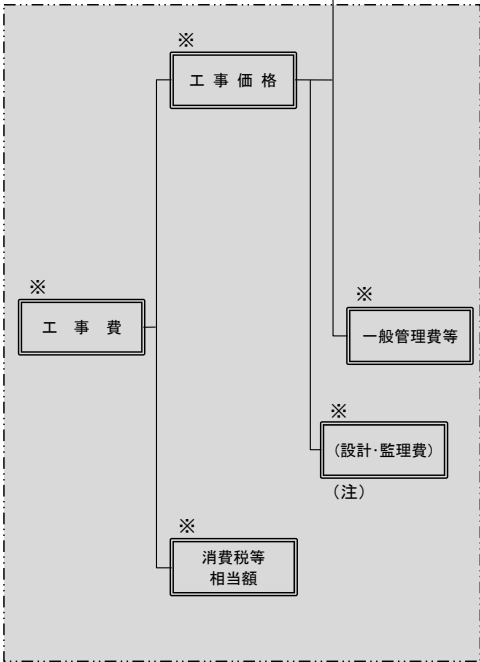 ※
工事価格
※
工事費
※
一般管理費等
※
(設計・監理費)
(注)
※
消費税等
相当額